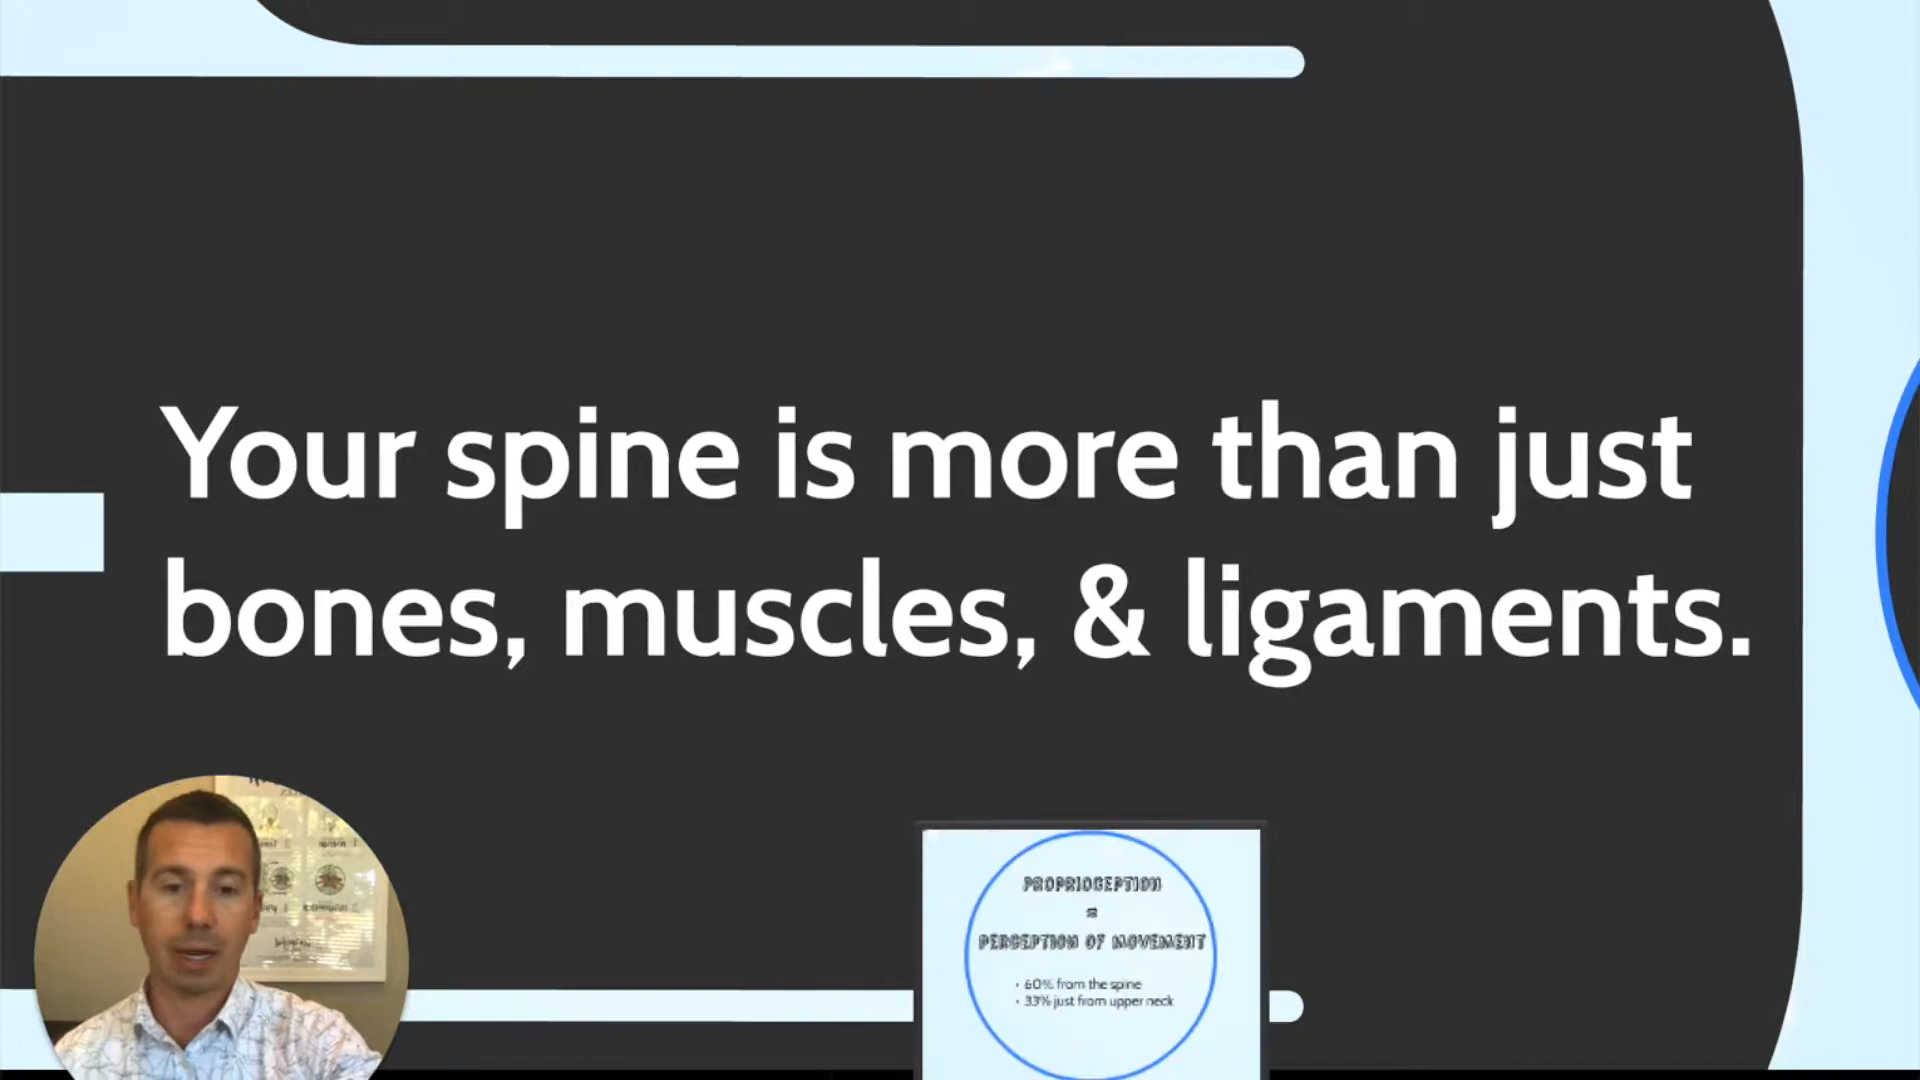 Your spine is more than just
bones, muscles, & ligaments.
PROPRIOCEPTION
=
PERCEPTION OF MOVEMENT
• 60% from the spine
• 33% just from upper neck